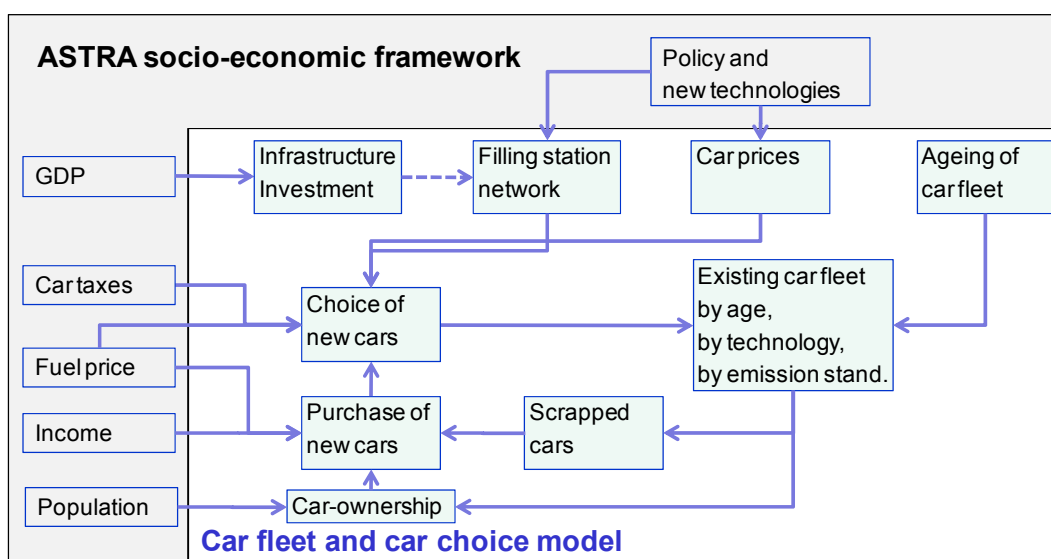 ASTRA socio-economic framework
Policy and
new technologies
GDP
Infrastructure
Investment
Filling station
network
Car prices
Ageing of
car fleet
Car taxes
Choice of
new cars
Existing car fleet
by age,
by technology,
by emission stand.
Fuel price
Income
Purchase of
new cars
Scrapped
cars
Population
Car-ownership
Car fleet and car choice model